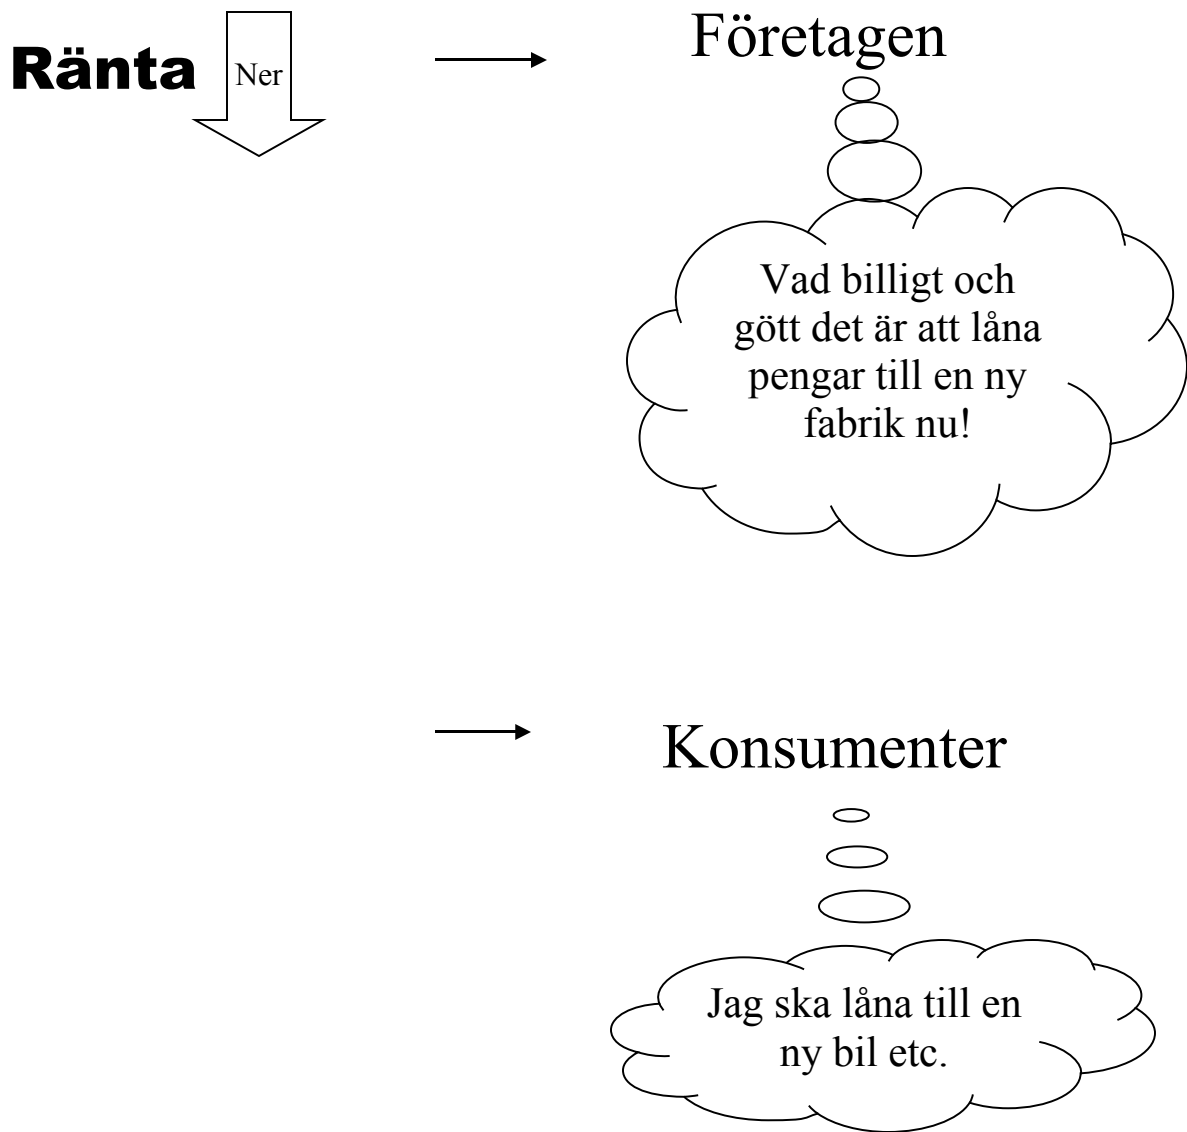 Ränta
Ner
Företagen
Vad billigt och
gött det är att låna
pengar till en ny
fabrik nu!
Konsumenter
Jag ska låna till en
ny bil etc.